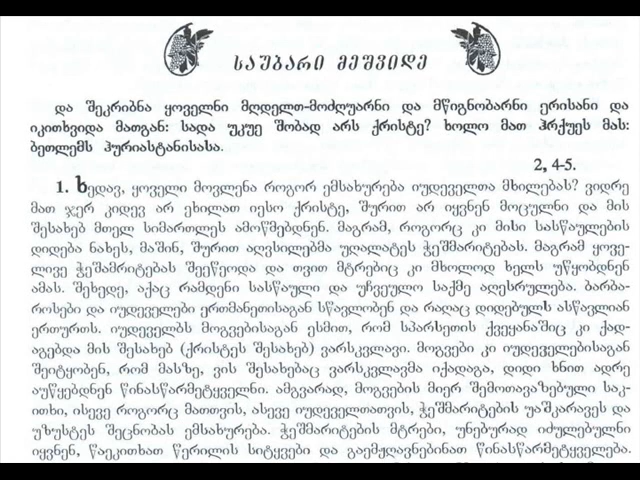 საუბარი მეშვიდე
და შეკრიბნა ყოველნი მღდელთ-მოძღუარნი და მწიგნობარნი ერისანი და
იკითხვიდა მათგან: სადა უკუე შობად არს ქრისტე? ხოლო მათ ჰრქუეს მას:
ბეთლემს ჰურიასტანისასა.
2, 4-5.
1. ხედავ, ყოველი მოვლენა როგორ ემსახურება იუდეველთა მხილებას? ვიდრე
მათ ჯერ კიდევ არ ეხილათ იესო ქრისტე, შურით არ იყვნენ მოცულნი და მის
შესახებ მთელ სიმართლეს ამოწმებდნენ. მაგრამ, როგორც კი მისი სასწაულების
დიდება ნახეს, მაშინ, შურით აღვსილებმა უღალატეს ჭეშმარიტებას. მაგრამ ყოვე-
ლივე ჭეშამრიტებას შეეწეოდა და თვით მტრებიც კი მხოლოდ ხელს უწყობდნენ
ამას. შეხედე, აქაც რამდენი სასწაული და უჩვეულო საქმე აღესრულება. ბარბა-
როსები და იუდეველები ერთმანეთისაგან სწავლობენ და რაღაც დიდებულს ასწავლიან
ერთურთს. იუდეველბს მოგვებისაგან ესმით, რომ სპარსეთის ქვეყანაშიც კი ქად-
აგებდა მის შესახებ (ქრისტეს შესახებ) ვარსკვლავი. მოგვები კი იუდეველებისაგან
შეიტყობენ, რომ მასზე, ვის შესახებაც ვარსკვლავმა იქადაგა, დიდი ხნით ადრე
აუწყებდნენ წინასწარმეტყველნი. ამგვარად, მოგვების მიერ შემოთავაზებული საკ-
ითხი, ისევე როგორც მათთვის, ასევე იუდეველთათვის, ჭეშმარიტების უაშკარავეს და
უზუსტეს შეცნობას ემსახურება. ჭეშმარიტების მტრები, უნებურად იძულებულნი
იყვნენ, წაეკითხათ წერილის სიტყვები და გაემჟღავნებინათ წინასწარმეტყველება.